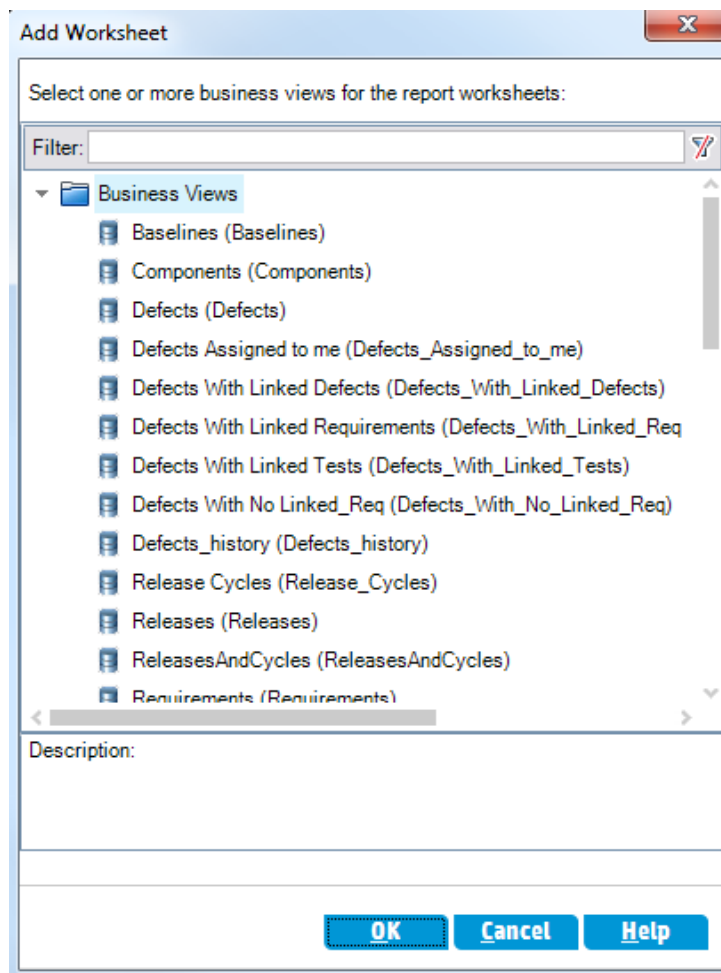 Add Worksheet
Select one or more business views for the report worksheets:
Filter:
Business Views
Baselines (Baselines)
Components (Components)
Defects (Defects)
Defects Assigned to me (Defects_Assigned_to_me)
Defects With Linked Defects (Defects_With_Linked_Defects)
Defects With Linked Requirements (Defects_With_Linked_Req
Defects With Linked Tests (Defects_With_Linked_Tests)
Defects With No Linked_Req (Defects_With_No_Linked_Req)
Defects_history (Defects_history)
Release Cycles (Release_Cycles)
Releases (Releases)
ReleasesAndCycles (ReleasesAndCycles)
Requirements (Requirements)
Description:
OK Cancel Help